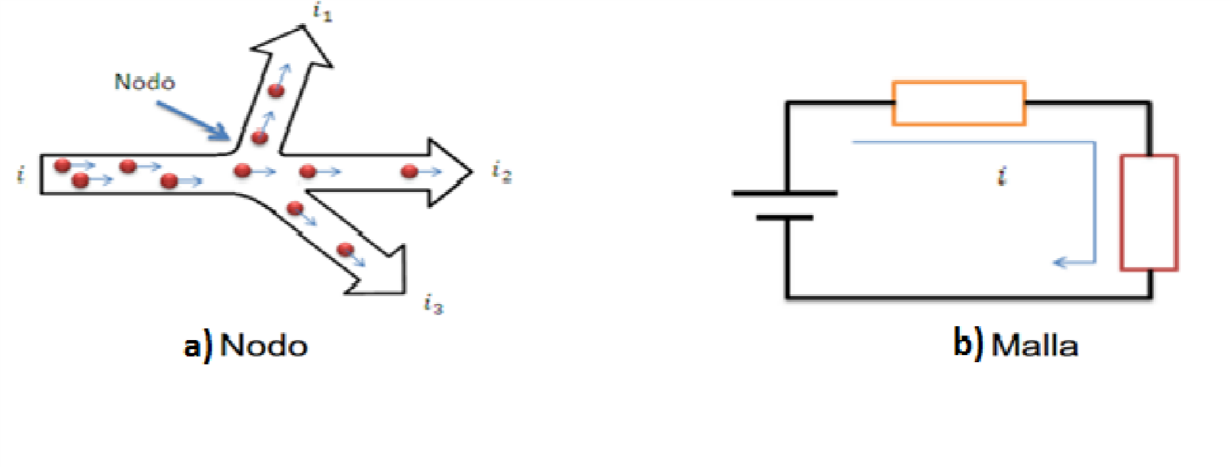 i₁
Nodo
i
i₂
i₃
a) Nodo
i
b) Malla